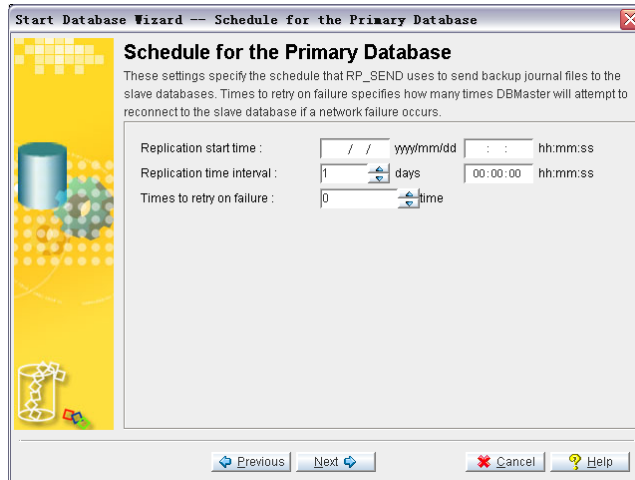 Start Database Wizard -- Schedule for the Primary Database
Schedule for the Primary Database
These settings specify the schedule that RP_SEND uses to send backup journal files to the
slave databases. Times to retry on failure specifies how many times DBMaster will attempt to
reconnect to the slave database if a network failure occurs.
Replication start time : / / yyyy/mm/dd : : hh:mm:ss
Replication time interval : 1 days 00:00:00 hh:mm:ss
Times to retry on failure : 0 time
Previous Next Cancel Help